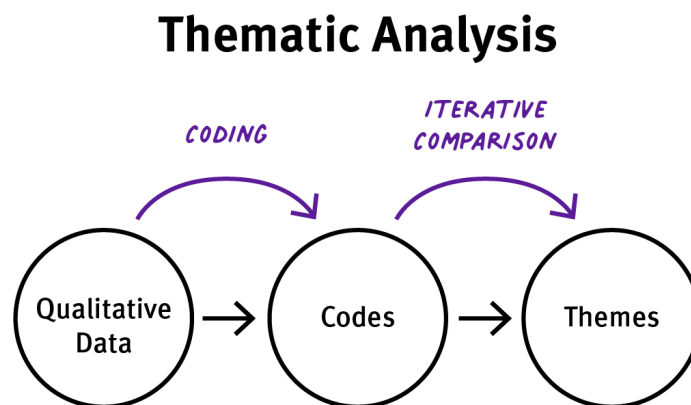 Thematic Analysis
CODING
ITERATIVE
COMPARISON
Qualitative
Data
Codes
Themes